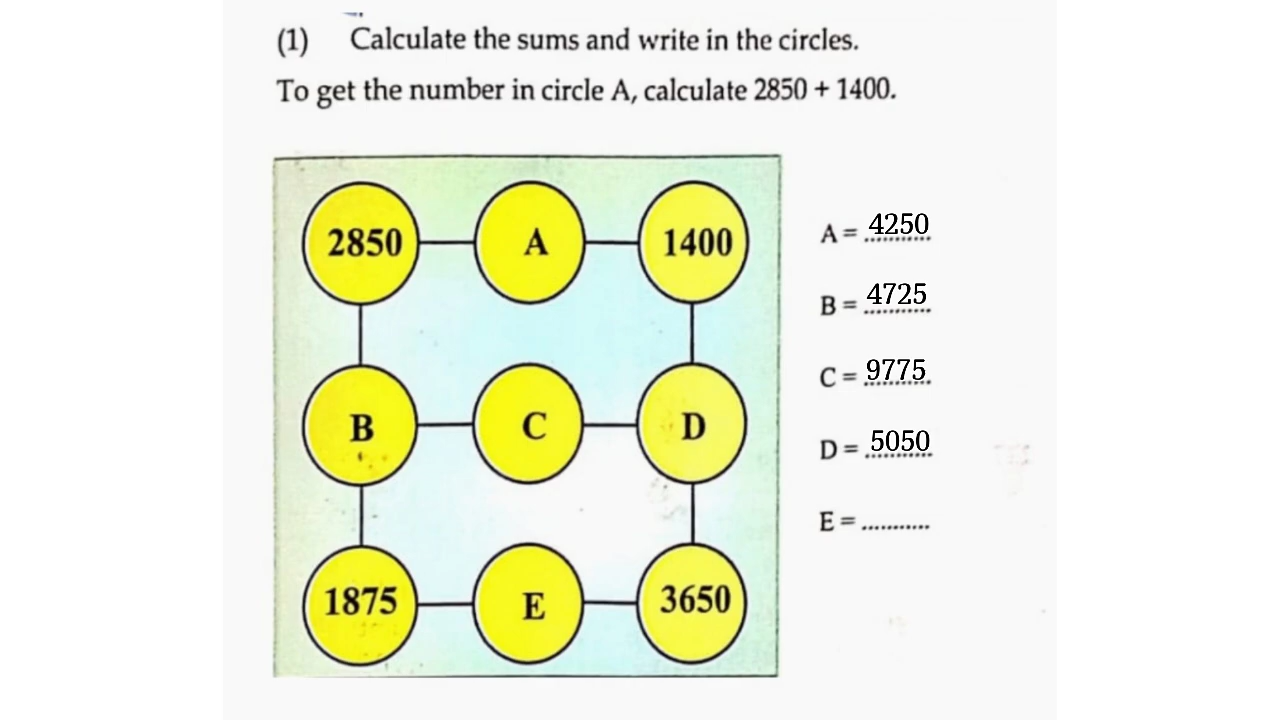 (1) Calculate the sums and write in the circles.
To get the number in circle A, calculate 2850 + 1400.
2850 A 1400
B C D
1875 E 3650
A = 4250
B = 4725
C = 9775
D = 5050
E = ...........